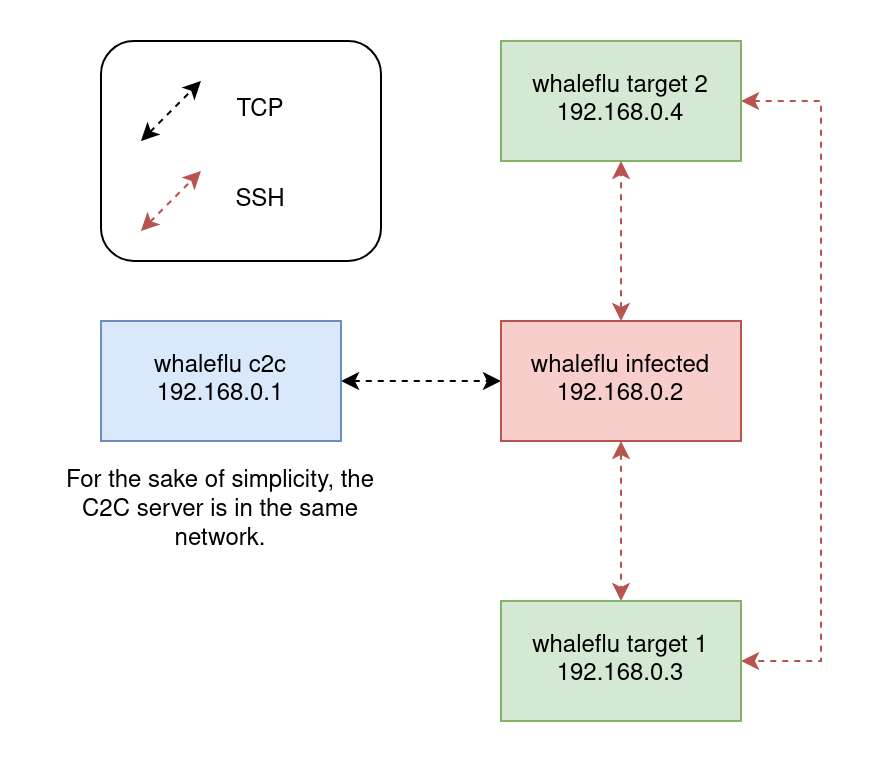 TCP
SSH
whaleflu target 2
192.168.0.4
whaleflu c2c
192.168.0.1
whaleflu infected
192.168.0.2
For the sake of simplicity, the
C2C server is in the same
network.
whaleflu target 1
192.168.0.3